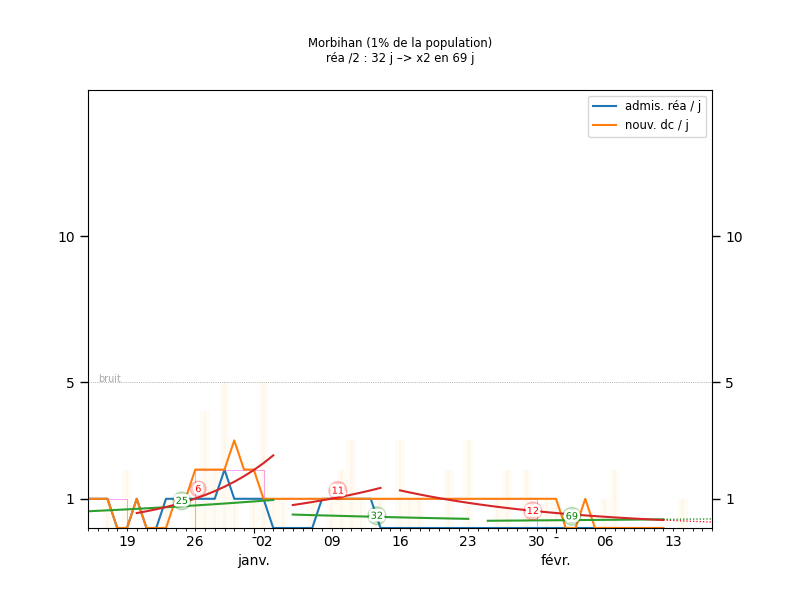 Morbihan (1% de la population)
réa /2 : 32 j –> x2 en 69 j
admis. réa / j
nouv. dc / j
10 10
bruit
5 5
1 1
6
25
11
32
12
69
19 26 02 09 16 23 30 06 13
janv. févr.